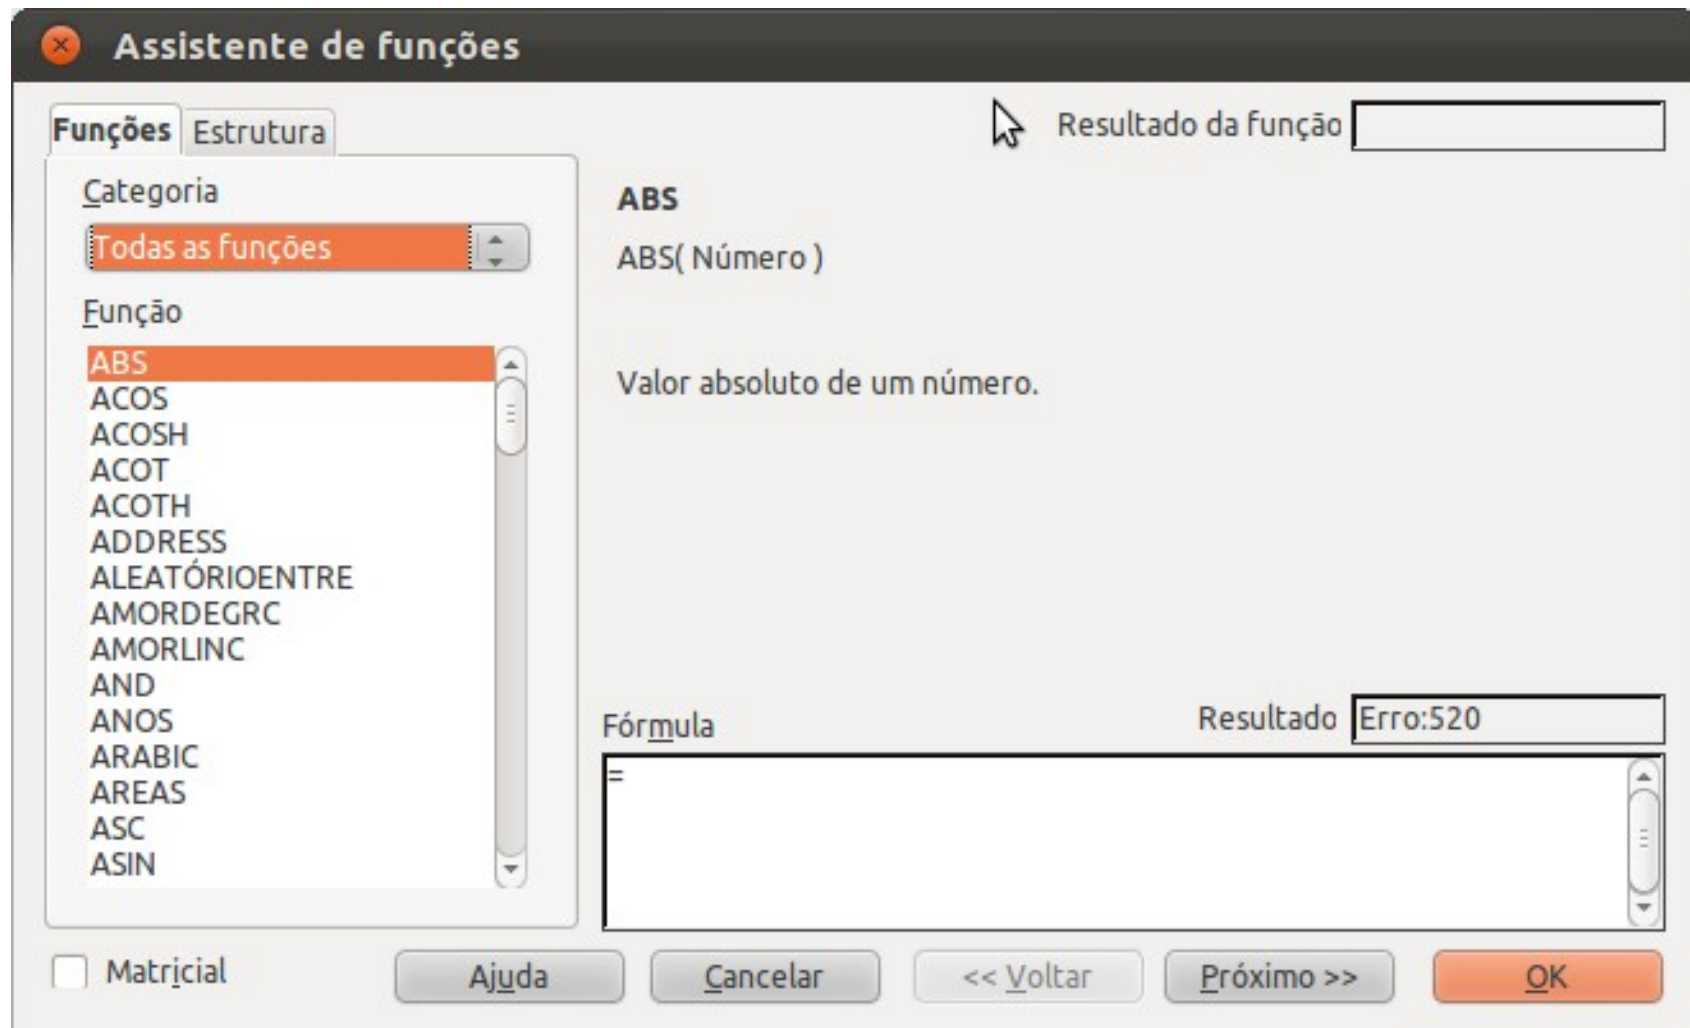 Assistente de funções
Funções Estrutura
Resultado da função
Categoria
Todas as funções
Função
ABS
ACOS
ACOSH
ACOT
ACOTH
ADDRESS
ALEATÓRIOENTRE
AMORDEGRC
AMORLINC
AND
ANOS
ARABIC
AREAS
ASC
ASIN
ABS
ABS( Número )
Valor absoluto de um número.
Fórmula
Resultado Erro:520
=
Matricial
Ajuda
Cancelar
<< Voltar
Próximo >>
OK